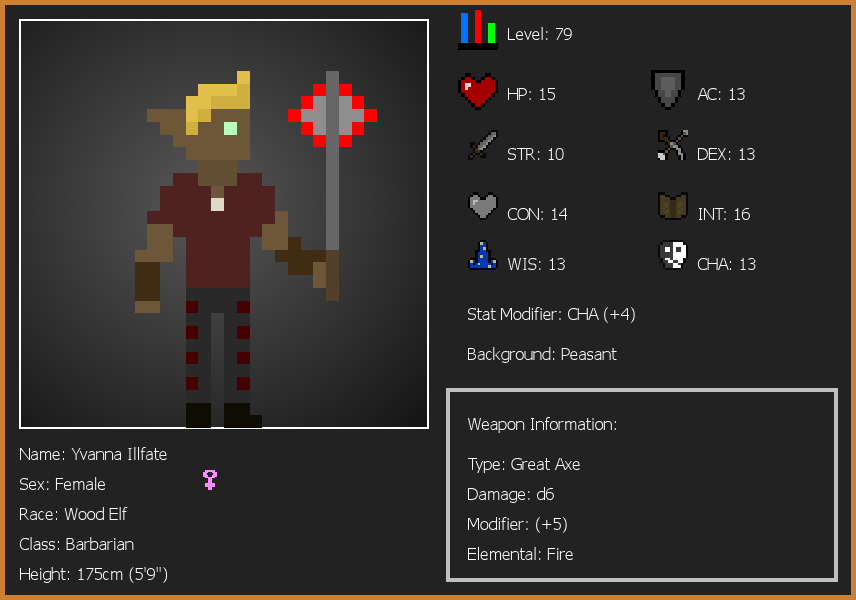 Level: 79
HP: 15
AC: 13
STR: 10
DEX: 13
CON: 14
INT: 16
WIS: 13
CHA: 13
Stat Modifier: CHA (+4)
Background: Peasant
Name: Yvanna Illfate
Sex: Female
Race: Wood Elf
Class: Barbarian
Height: 175cm (5'9")
Weapon Information:
Type: Great Axe
Damage: d6
Modifier: (+5)
Elemental: Fire